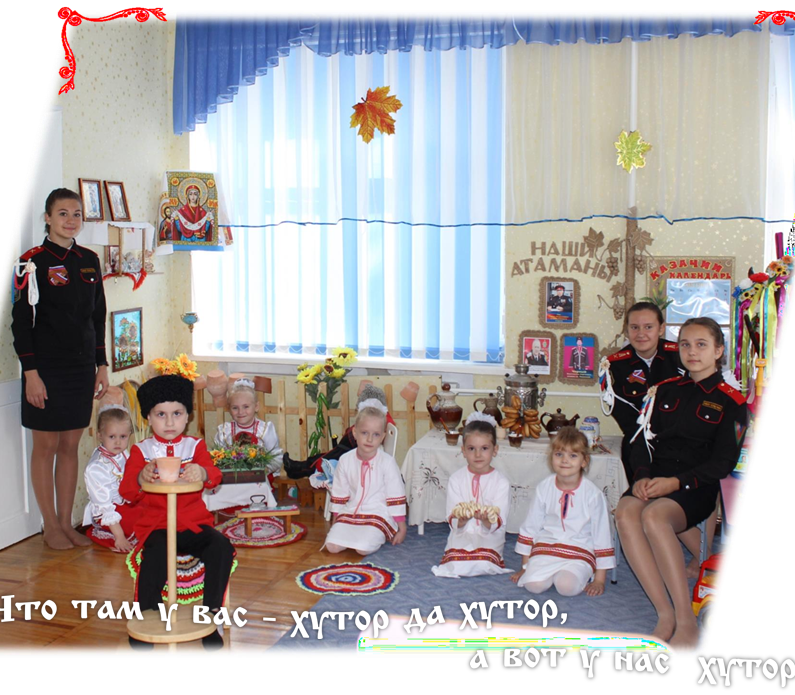 НАШИ
АТАМАНЫ
КАЗАЧИЙ
КАЛЕНДАРЬ
Что там у вас - хутор да хутор,
а вот у нас хутор